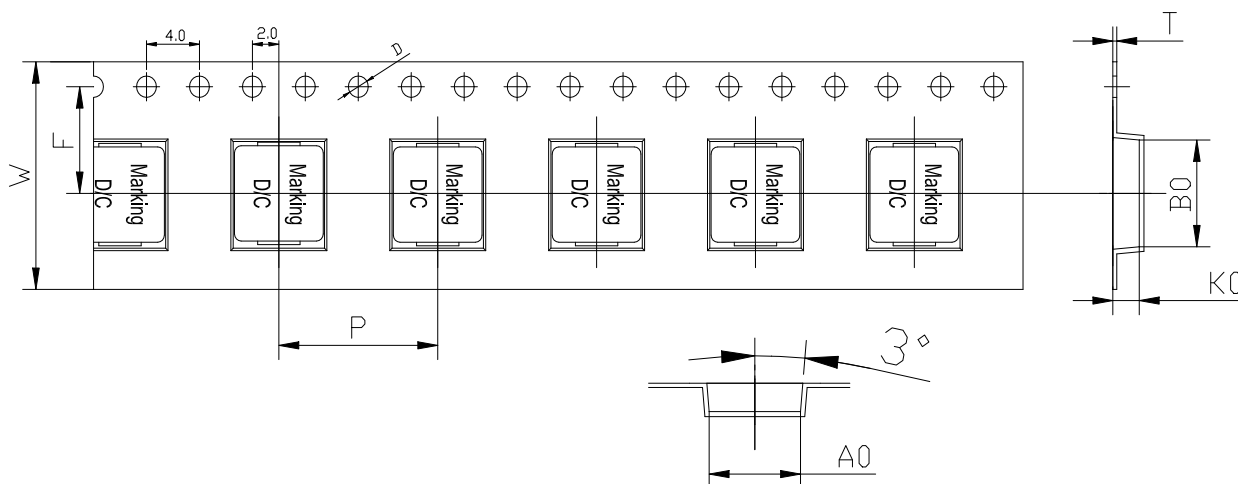 4.0
2.0
D
T
F
W
Marking
D/C
Marking
D/C
Marking
D/C
Marking
D/C
Marking
D/C
Marking
D/C
B0
K0
P
3°
A0